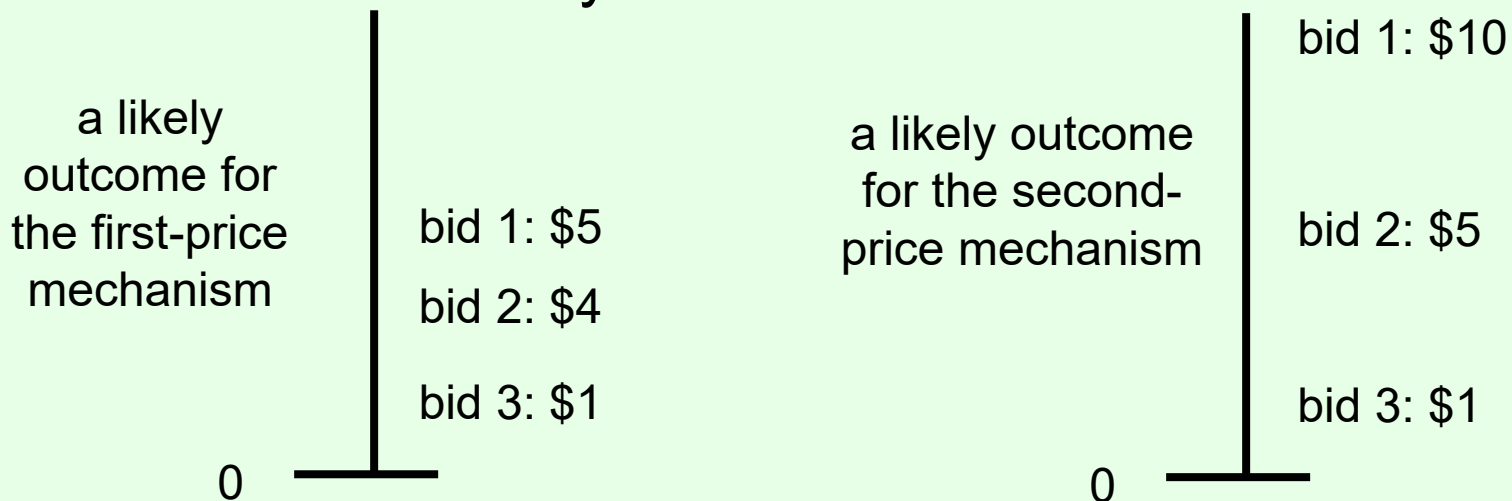 a likely
outcome for
the first-price
mechanism
bid 1: $5
bid 2: $4
bid 3: $1
0
a likely outcome
for the second-
price mechanism
bid 1: $10
bid 2: $5
bid 3: $1
0